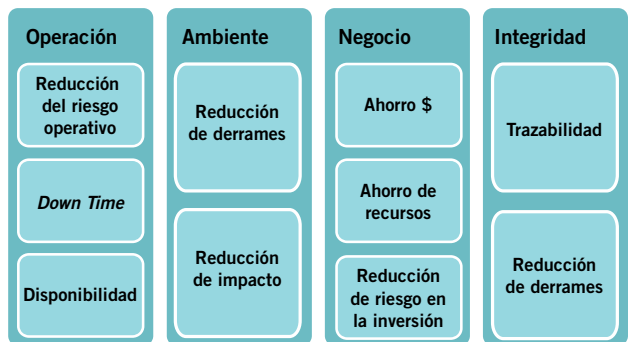 Operación
Reducción
del riesgo
operativo
Down Time
Disponibilidad
Ambiente
Reducción
de derrames
Reducción
de impacto
Negocio
Ahorro $
Ahorro de
recursos
Reducción
de riesgo en
la inversión
Integridad
Trazabilidad
Reducción
de derrames